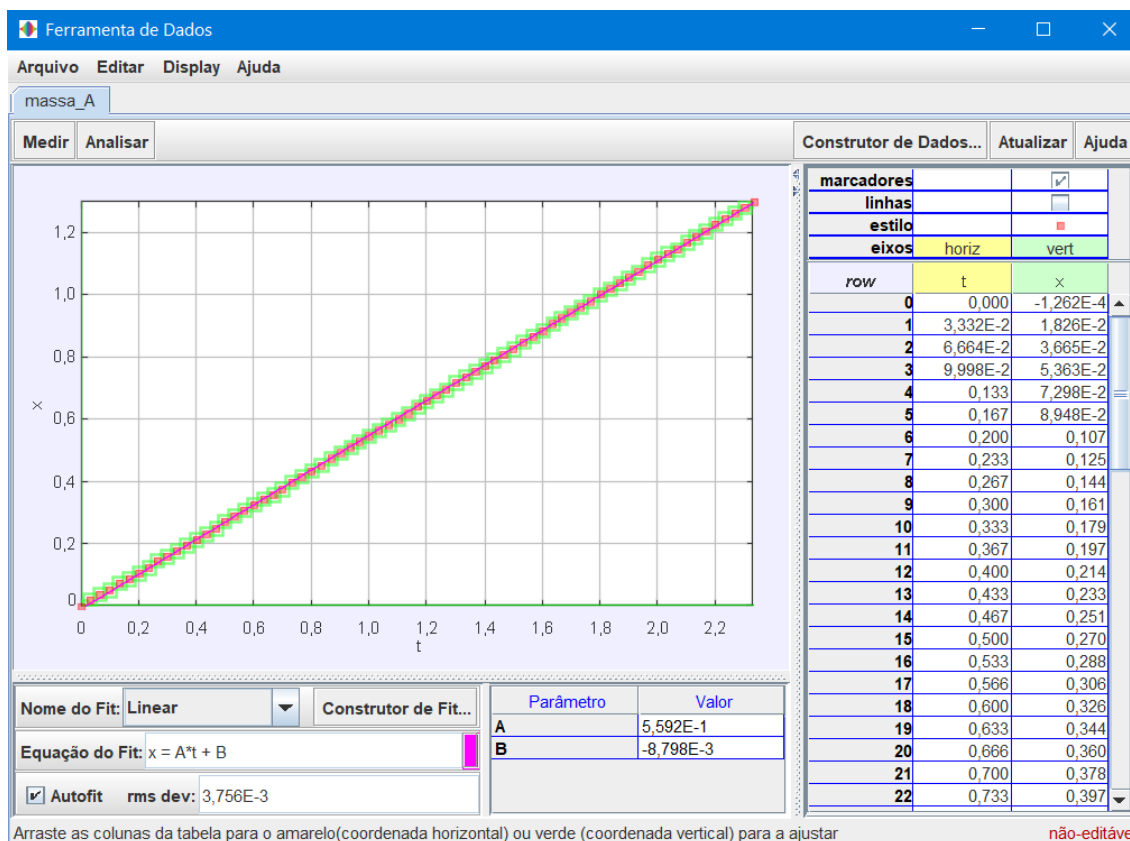 Ferramenta de Dados
Arquivo Editar Display Ajuda
massa_A
Medir Analisar Construtor de Dados... Atualizar Ajuda
1,2
1,0
0,8
0,6
0,4
0,2
0
x
0 0,2 0,4 0,6 0,8 1,0 1,2 1,4 1,6 1,8 2,0 2,2
t
marcadores
linhas
estilo
eixos horiz vert
row t x
0 0,000 -1,262E-4
1 3,332E-2 1,826E-2
2 6,664E-2 3,665E-2
3 9,998E-2 5,363E-2
4 0,133 7,298E-2
5 0,167 8,948E-2
6 0,200 0,107
7 0,233 0,125
8 0,267 0,144
9 0,300 0,161
10 0,333 0,179
11 0,367 0,197
12 0,400 0,214
13 0,433 0,233
14 0,467 0,251
15 0,500 0,270
16 0,533 0,288
17 0,566 0,306
18 0,600 0,326
19 0,633 0,344
20 0,666 0,360
21 0,700 0,378
22 0,733 0,397
Nome do Fit: Linear Construtor de Fit...
Equação do Fit: x = A*t + B
Autofit rms dev: 3,756E-3
Parâmetro Valor
A 5,592E-1
B -8,798E-3
Arraste as colunas da tabela para o amarelo(coordenada horizontal) ou verde (coordenada vertical) para a ajustar não-editáve